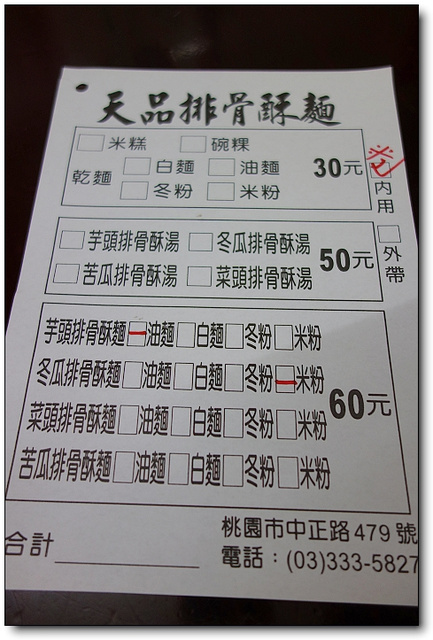 天品排骨酥麵
□米糕 □碗粿
乾麵 □白麵 □油麵 30元
□冬粉 □米粉
□內用
□外帶
□芋頭排骨酥湯 □冬瓜排骨酥湯
50元
□苦瓜排骨酥湯 □菜頭排骨酥湯
芋頭排骨酥麵 一 油麵 □白麵 □冬粉 □米粉
冬瓜排骨酥麵 □油麵 □白麵 □冬粉 一 米粉
60元
菜頭排骨酥麵 □油麵 □白麵 □冬粉 □米粉
苦瓜排骨酥麵 □油麵 □白麵 □冬粉 □米粉
合計
桃園市中正路479號
電話：(03)333-5827